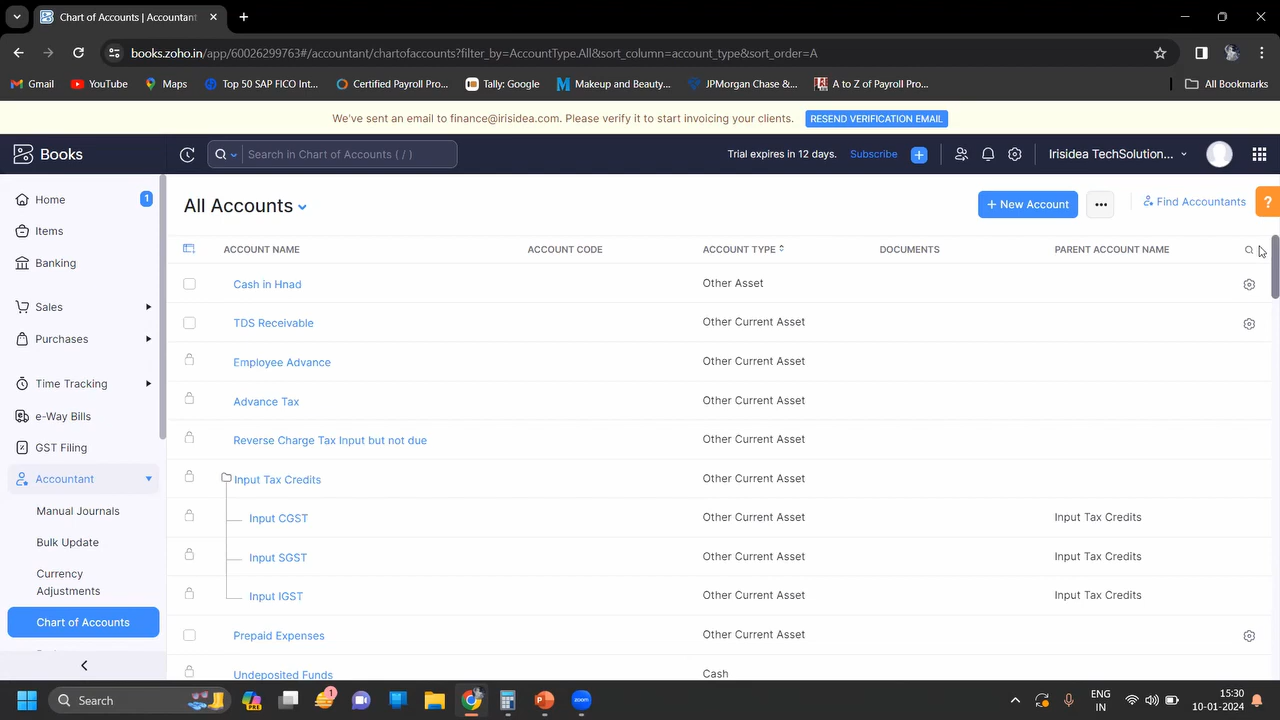 Chart of Accounts | Accountant
books.zoho.in/app/60026299763#/accountant/chartofaccounts?filter_by=AccountType.All&sort_column=account_type&sort_order=A
Gmail YouTube Maps Top 50 SAP FICO Int... Certified Payroll Pro... Tally: Google Makeup and Beauty... JPMorgan Chase &... A to Z of Payroll Pro... All Bookmarks
We've sent an email to finance@irisidea.com. Please verify it to start invoicing your clients. RESEND VERIFICATION EMAIL
Books
Search in Chart of Accounts ( / )
Trial expires in 12 days. Subscribe
Irisidea TechSolution...
Home 1
Items
Banking
Sales
Purchases
Time Tracking
e-Way Bills
GST Filing
Accountant
Manual Journals
Bulk Update
Currency
Adjustments
Chart of Accounts
All Accounts
+ New Account
Find Accountants
?
ACCOUNT NAME ACCOUNT CODE ACCOUNT TYPE DOCUMENTS PARENT ACCOUNT NAME
Cash in Hnad Other Asset
TDS Receivable Other Current Asset
Employee Advance Other Current Asset
Advance Tax Other Current Asset
Reverse Charge Tax Input but not due Other Current Asset
Input Tax Credits Other Current Asset
Input CGST Other Current Asset Input Tax Credits
Input SGST Other Current Asset Input Tax Credits
Input IGST Other Current Asset Input Tax Credits
Prepaid Expenses Other Current Asset
Undeposited Funds Cash
Search
PRE
1
zoom
ENG
IN
15:30
10-01-2024